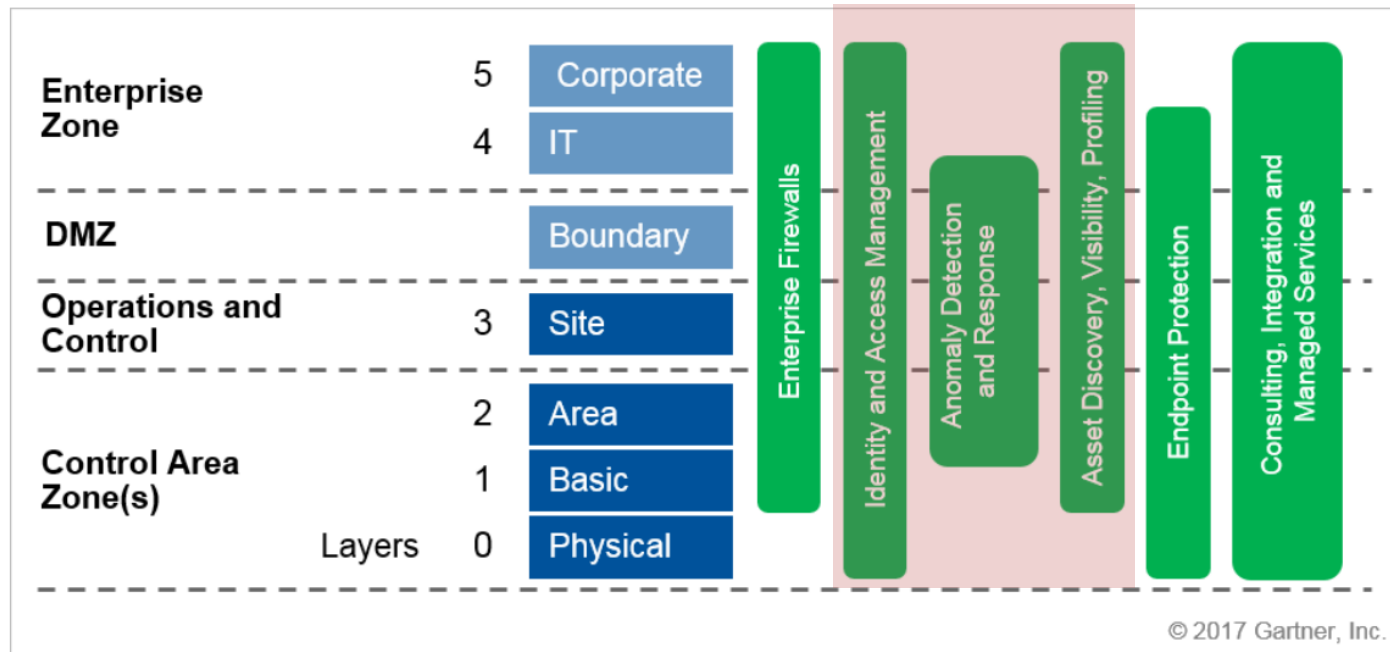 Enterprise
Zone
5
Corporate
4
IT
DMZ
Boundary
Operations and
Control
3
Site
Control Area
Zone(s)
2
Area
1
Basic
Layers
0
Physical
Enterprise Firewalls
Identity and Access Management
Anomaly Detection
and Response
Asset Discovery, Visibility, Profiling
Endpoint Protection
Consulting, Integration and
Managed Services
© 2017 Gartner, Inc.